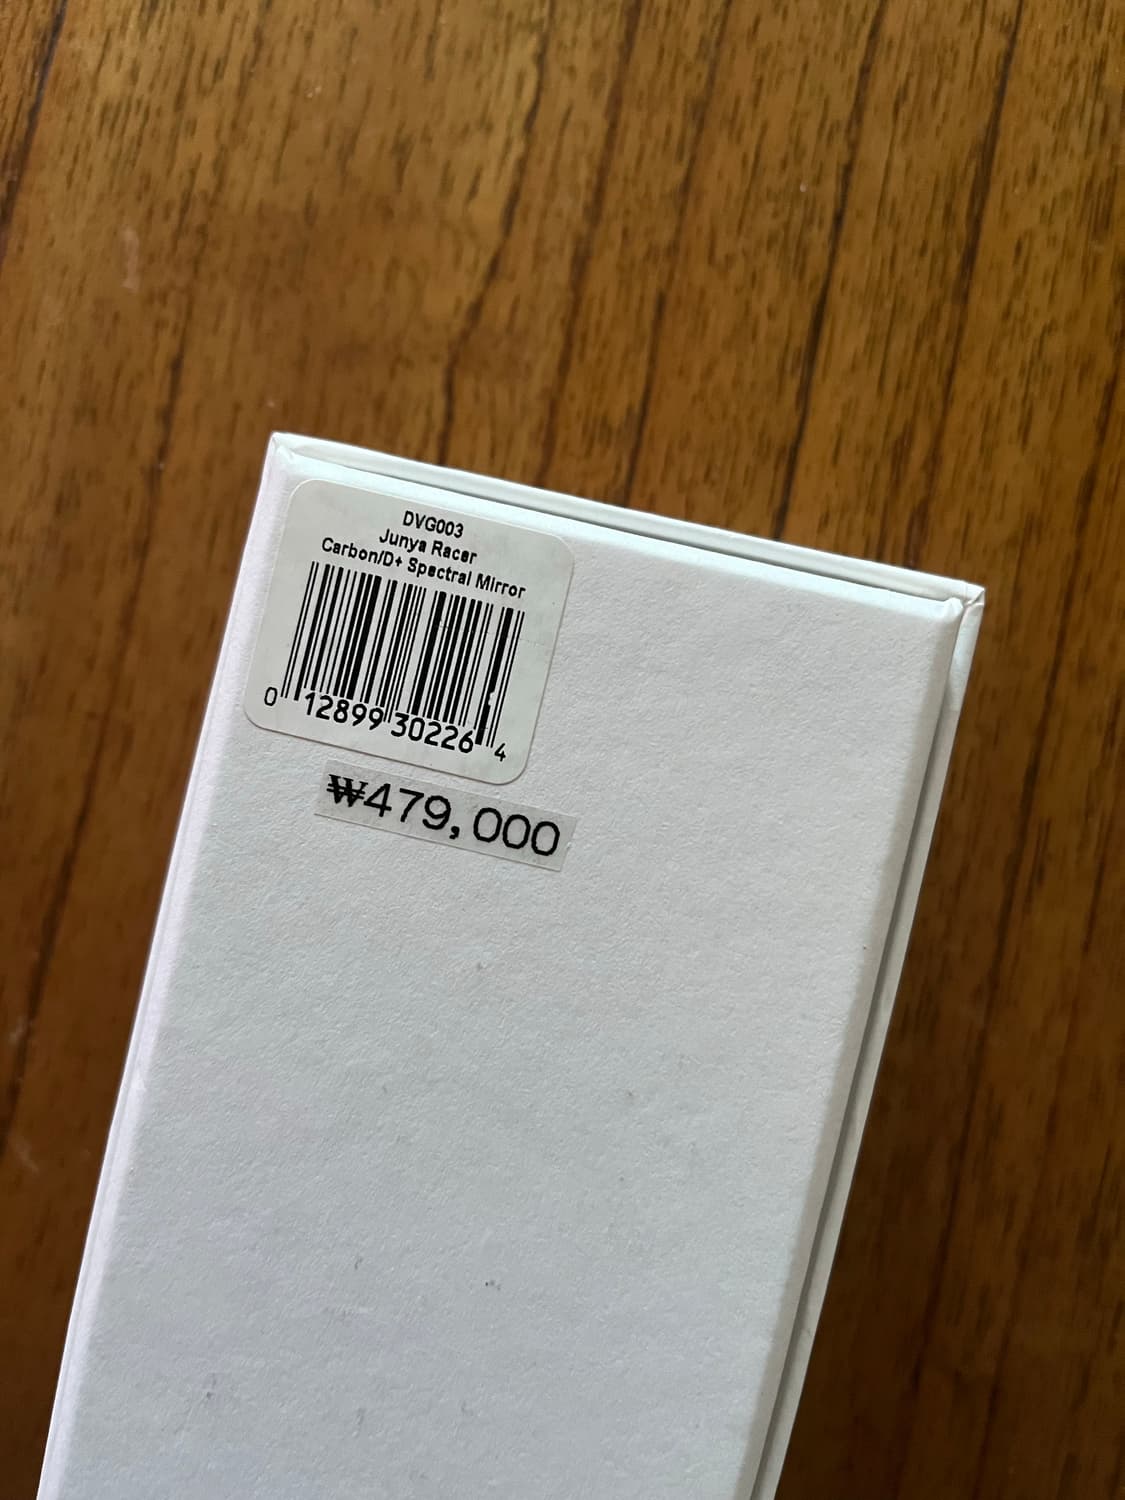 DVG003
Junya Racer
Carbon/D+ Spectral Mirror
0 12899 30226 4
₩479,000